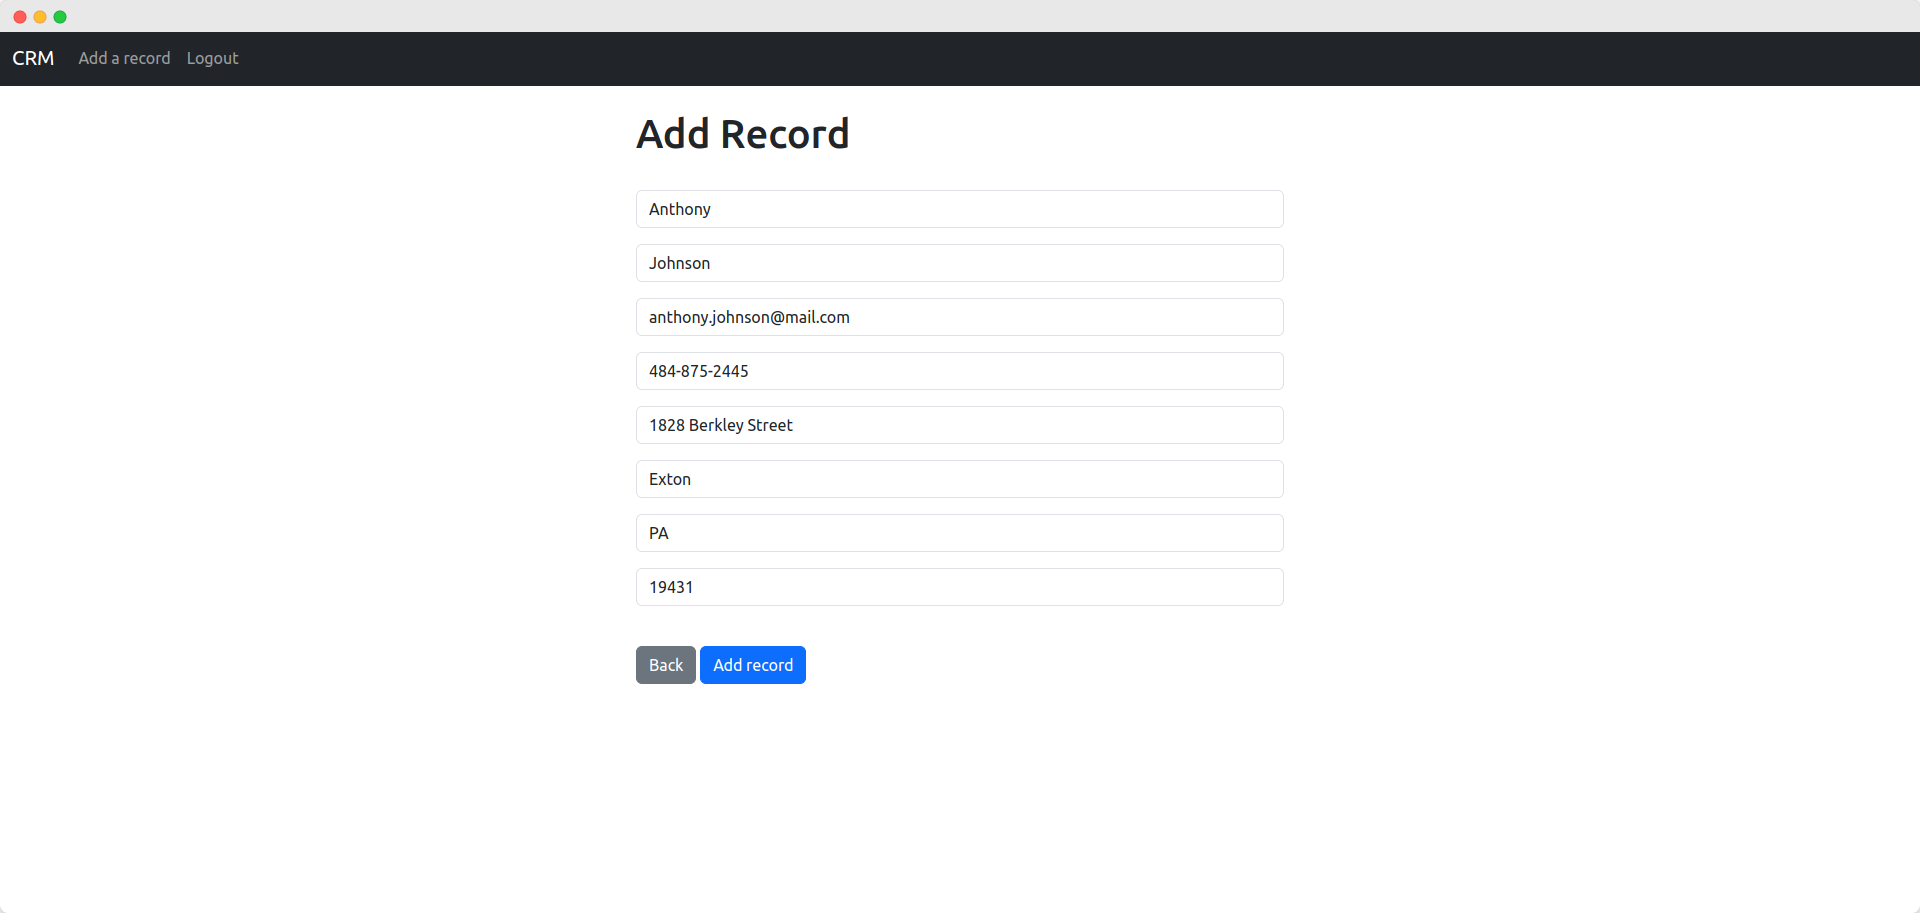 CRM Add a record Logout
Add Record
Anthony
Johnson
anthony.johnson@mail.com
484-875-2445
1828 Berkley Street
Exton
PA
19431
Back Add record